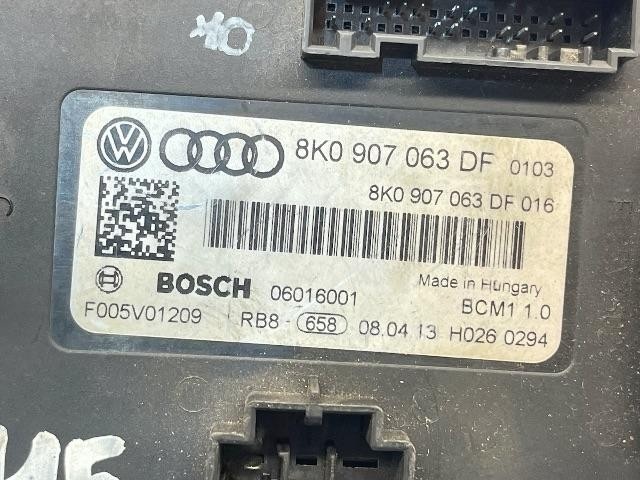 OK
8K0 907 063 DF 0103
8K0 907 063 DF 016
BOSCH 06016001 Made in Hungary
BCM1 1.0
F005V01209 RB8- 658 08.04.13 H026 0294